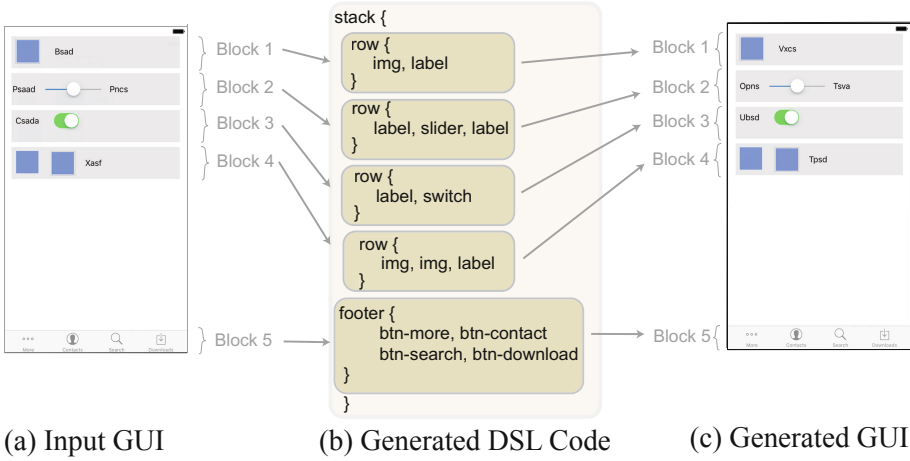 Bsad
Psaad
Pncs
Csada
Xasf
More
Contacts
Search
Downloads
Block 1
Block 2
Block 3
Block 4
Block 5
stack {
row {
img, label
}
row {
label, slider, label
}
row {
label, switch
}
row {
img, img, label
}
footer {
btn-more, btn-contact
btn-search, btn-download
}
}
Block 1
Block 2
Block 3
Block 4
Block 5
Vxcs
Opns
Tsva
Ubsd
Tpsd
More
Contacts
Search
Downloads
(a) Input GUI
(b) Generated DSL Code
(c) Generated GUI